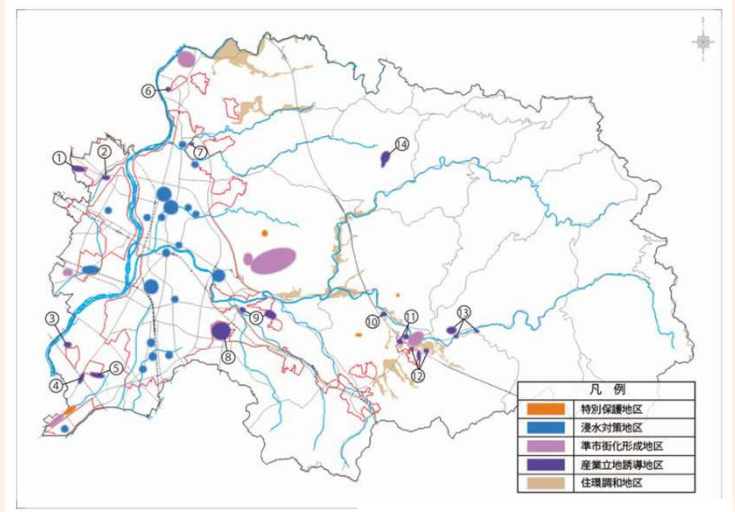 ⑥
⑦
①
②
⑭
③
⑨
⑩
⑪
⑬
⑧
④
⑤
⑫
凡 例
特別保護地区
浸水対策地区
準市街化形成地区
産業立地誘導地区
住環調和地区